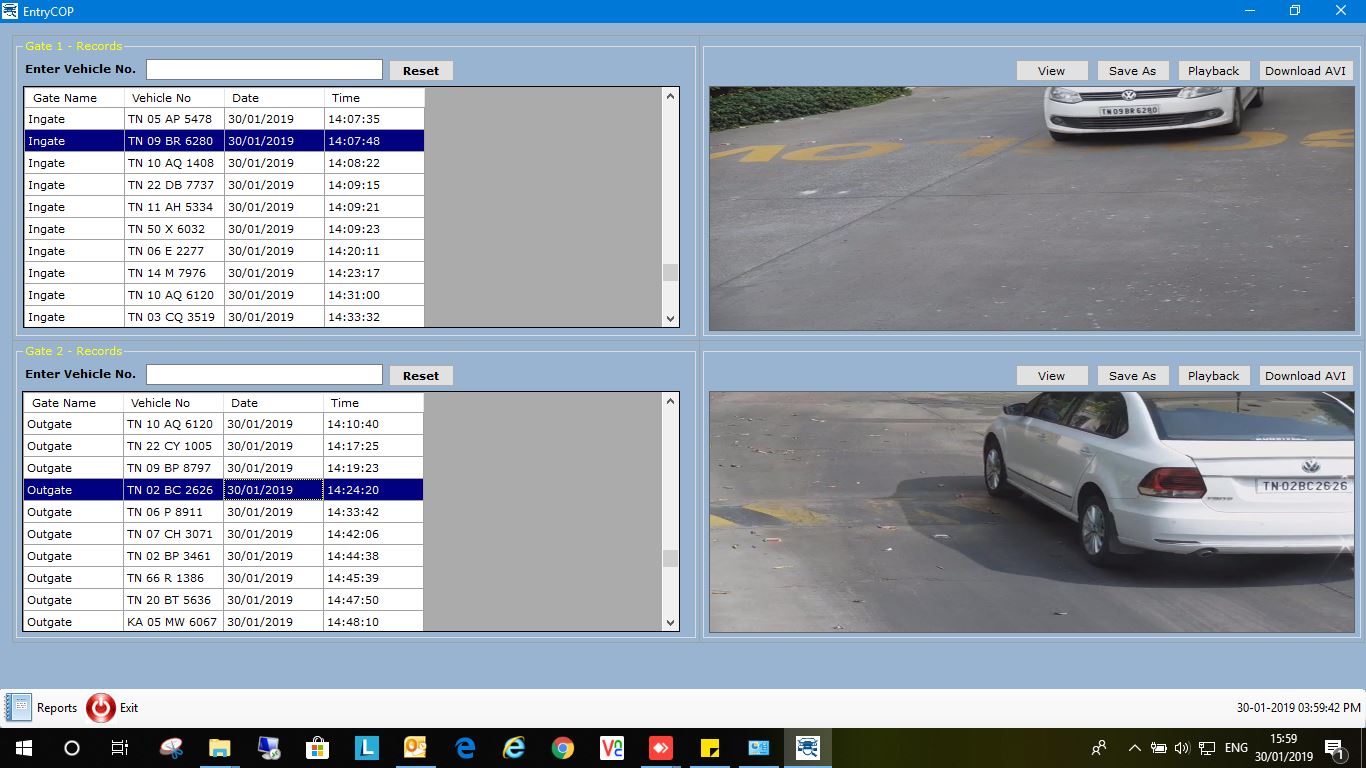 EntryCOP
Gate 1 - Records
Enter Vehicle No.
Reset
View
Save As
Playback
Download AVI
Gate Name Vehicle No Date Time
Ingate TN 05 AP 5478 30/01/2019 14:07:35
Ingate TN 09 BR 6280 30/01/2019 14:07:48
Ingate TN 10 AQ 1408 30/01/2019 14:08:22
Ingate TN 22 DB 7737 30/01/2019 14:09:15
Ingate TN 11 AH 5334 30/01/2019 14:09:21
Ingate TN 50 X 6032 30/01/2019 14:09:23
Ingate TN 06 E 2277 30/01/2019 14:20:11
Ingate TN 14 M 7976 30/01/2019 14:23:17
Ingate TN 10 AQ 6120 30/01/2019 14:31:00
Ingate TN 03 CQ 3519 30/01/2019 14:33:32
TN 09 BR 6280
Gate 2 - Records
Enter Vehicle No.
Reset
View
Save As
Playback
Download AVI
Gate Name Vehicle No Date Time
Outgate TN 10 AQ 6120 30/01/2019 14:10:40
Outgate TN 22 CY 1005 30/01/2019 14:17:25
Outgate TN 09 BP 8797 30/01/2019 14:19:23
Outgate TN 02 BC 2626 30/01/2019 14:24:20
Outgate TN 06 P 8911 30/01/2019 14:33:42
Outgate TN 07 CH 3071 30/01/2019 14:42:06
Outgate TN 02 BP 3461 30/01/2019 14:44:38
Outgate TN 66 R 1386 30/01/2019 14:45:39
Outgate TN 20 BT 5636 30/01/2019 14:47:50
Outgate KA 05 MW 6067 30/01/2019 14:48:10
TN02BC2626
Reports
Exit
30-01-2019 03:59:42 PM
ENG
15:59
30/01/2019
1